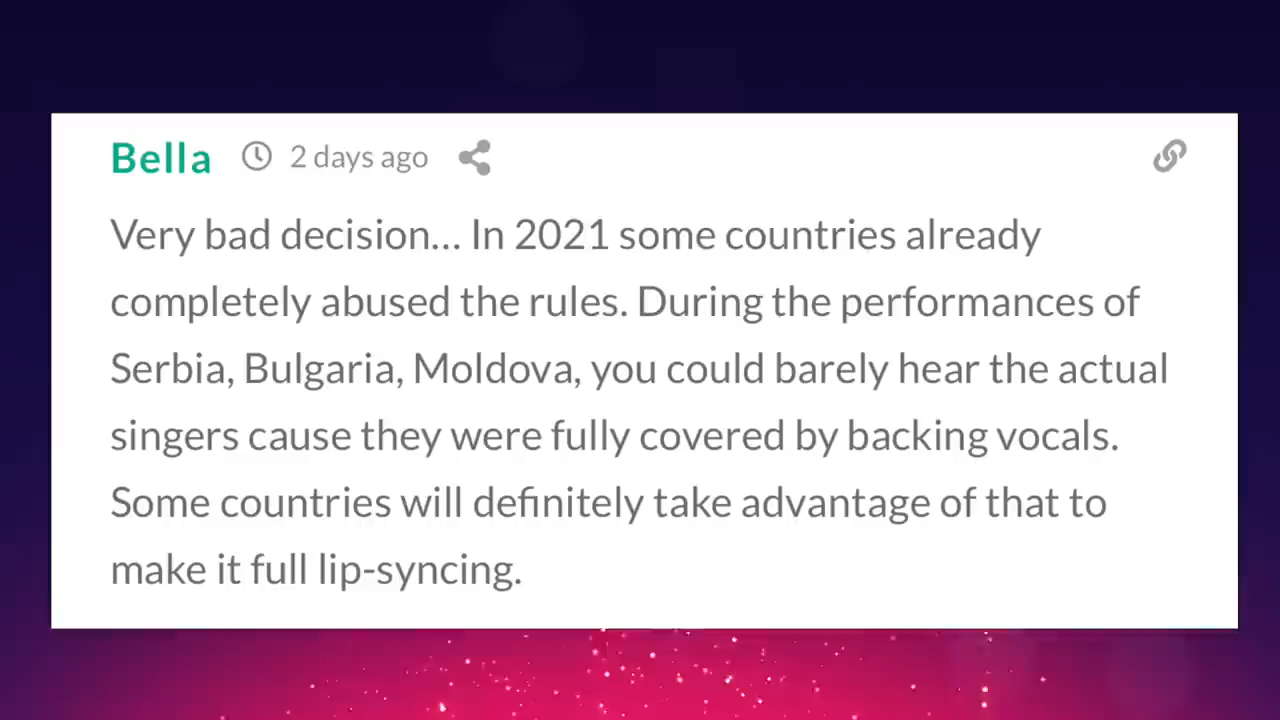 Bella 2 days ago
Very bad decision... In 2021 some countries already
completely abused the rules. During the performances of
Serbia, Bulgaria, Moldova, you could barely hear the actual
singers cause they were fully covered by backing vocals.
Some countries will definitely take advantage of that to
make it full lip-syncing.